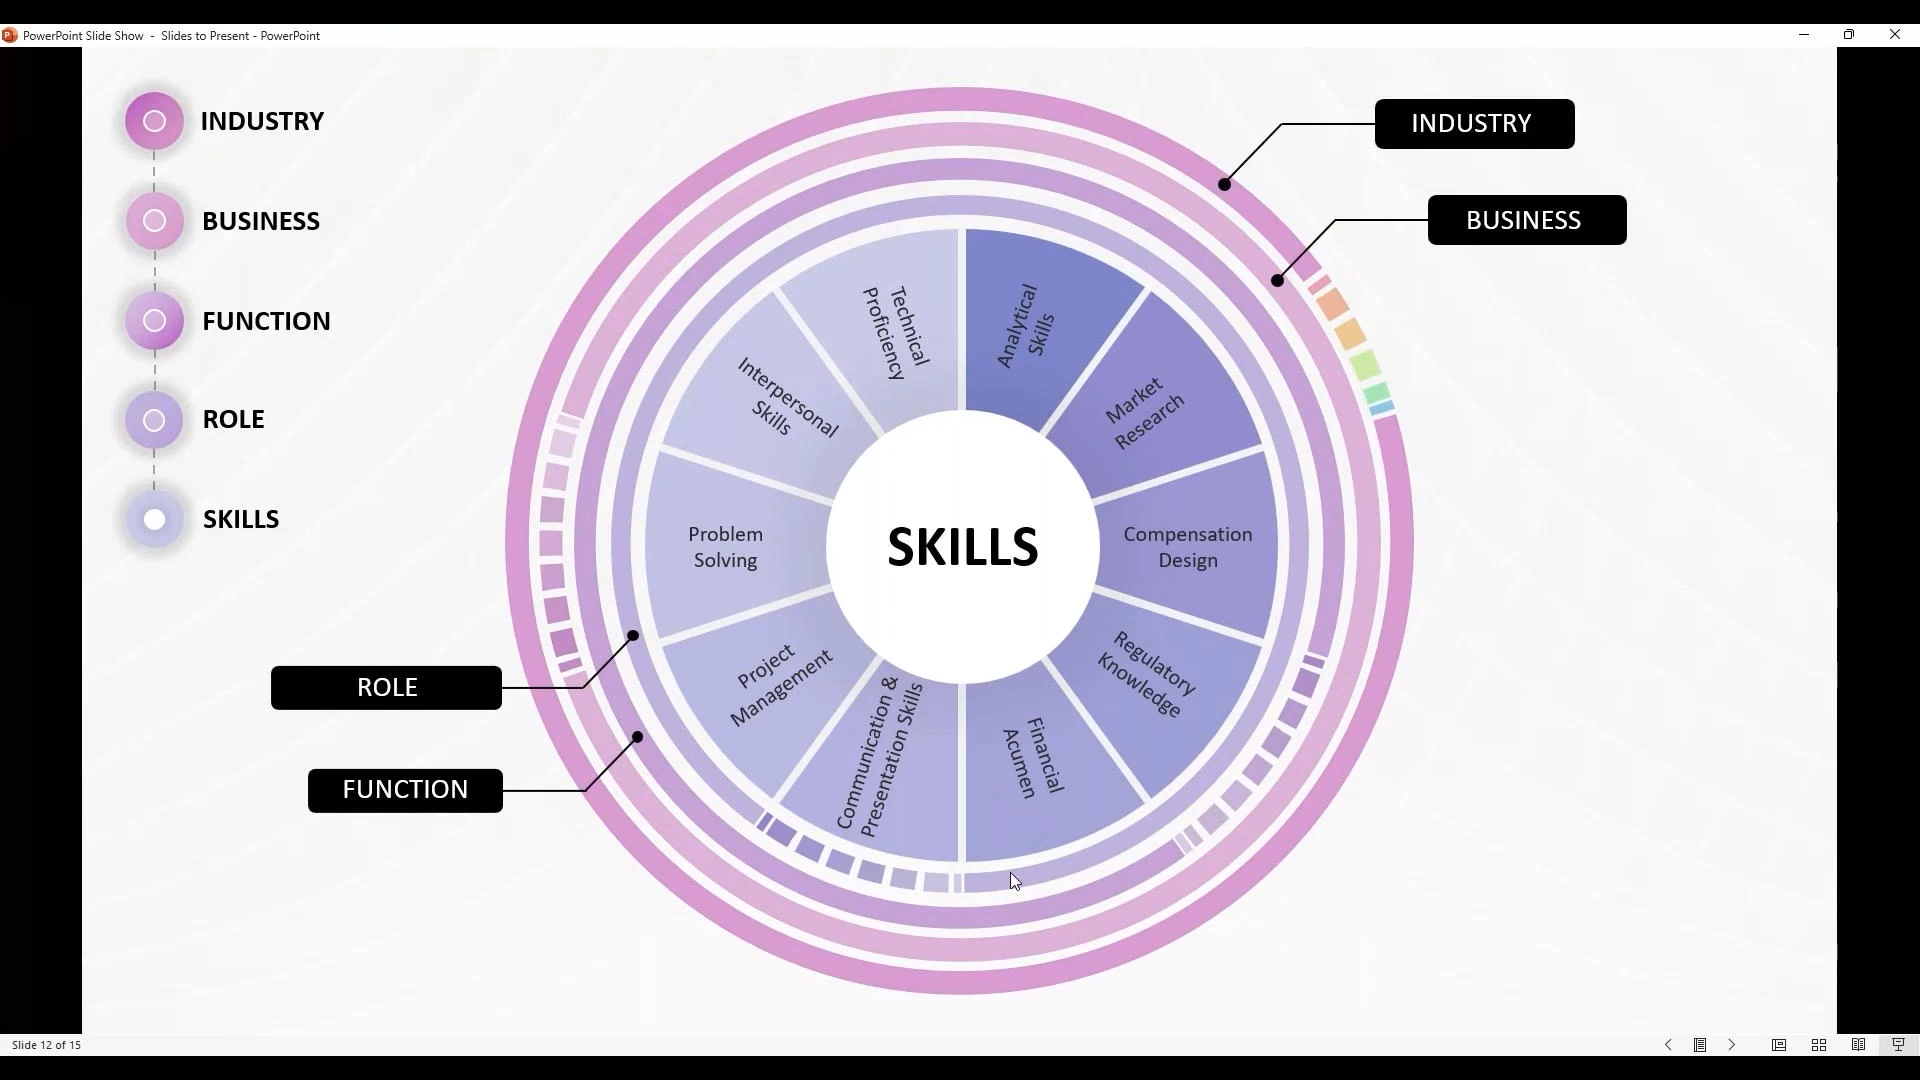 PowerPoint Slide Show - Slides to Present - PowerPoint
INDUSTRY
BUSINESS
FUNCTION
ROLE
SKILLS
INDUSTRY
BUSINESS
Technical
Proficiency
Analytical
Skills
Interpersonal
Skills
Market
Research
Problem
Solving
SKILLS
Compensation
Design
Project
Management
Regulatory
Knowledge
Communication &
Presentation Skills
Financial
Acumen
ROLE
FUNCTION
Slide 12 of 15